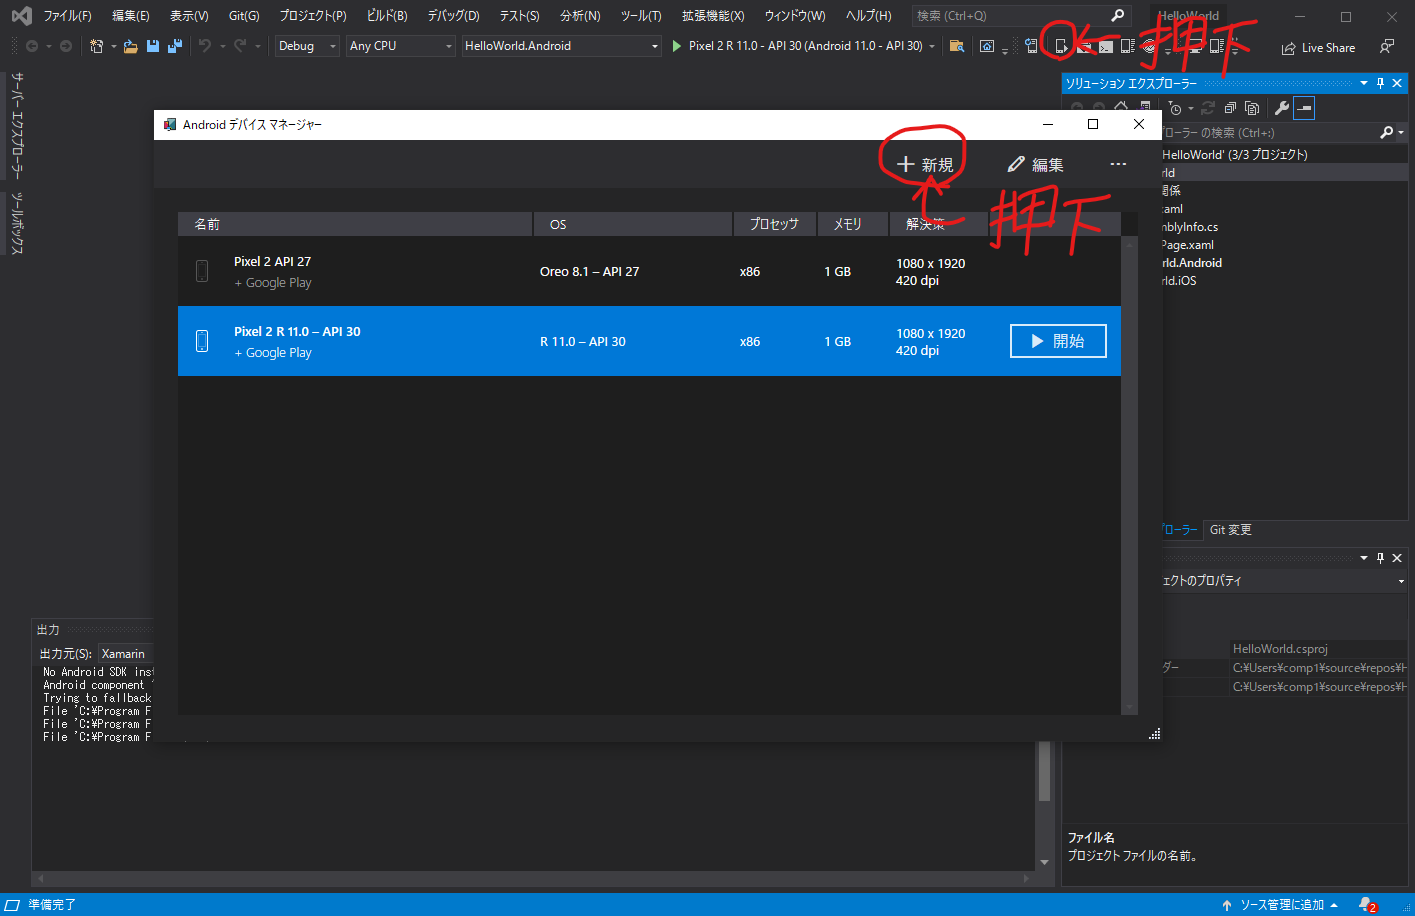 ファイル(F) 編集(E) 表示(V) Git(G) プロジェクト(P) ビルド(B) デバッグ(D) テスト(S) 分析(N) ツール(T) 拡張機能(X) ウィンドウ(W) ヘルプ(H) 検索 (Ctrl+Q) HelloWorld
Debug Any CPU HelloWorld.Android Pixel 2 R 11.0 - API 30 (Android 11.0 - API 30) 押下 Live Share
サーバー エクスプローラー
ツールボックス
ソリューション エクスプローラー
Android デバイス マネージャー
プローラー の検索 (Ctrl+:)
新規 編集 ...
押下
HelloWorld' (3/3 プロジェクト)
rld
関係
.xaml
mblyInfo.cs
Page.xaml
rld.Android
rld.iOS
名前 OS プロセッサ メモリ 解決策
Pixel 2 API 27
+ Google Play
Oreo 8.1 – API 27 x86 1 GB 1080 x 1920
420 dpi
Pixel 2 R 11.0 – API 30
+ Google Play
R 11.0 – API 30 x86 1 GB 1080 x 1920
420 dpi
開始
プローラー Git 変更
ェクトのプロパティ
HelloWorld.csproj
ダー C:¥Users¥comp1¥source¥repos¥H
C:¥Users¥comp1¥source¥repos¥H
出力
出力元(S): Xamarin
No Android SDK inst
Android component
Trying to fallback
File 'C:¥Program F
File 'C:¥Program F
File 'C:¥Program F
ファイル名
プロジェクト ファイルの名前。
準備完了 ソース管理に追加 2